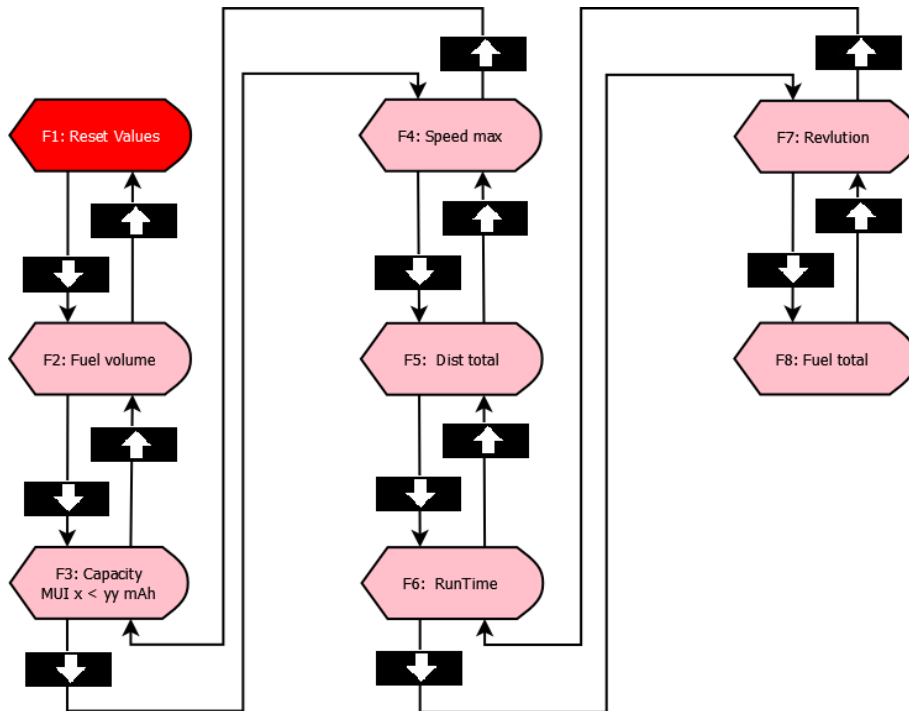 F1: Reset Values
F2: Fuel volume
F3: Capacity
MUI x < yy mAh
F4: Speed max
F5:  Dist total
F6:  RunTime
F7: Revlution
F8: Fuel total